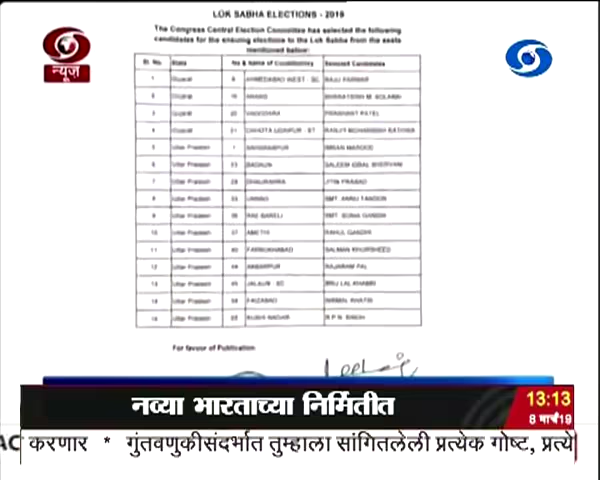 न्यूज़
LOK SABHA ELECTIONS - 2019
The Congress Central Election Committee has selected the following
candidates for the ensuing elections to the Lok Sabha from the seats
mentioned below:
Sl. No. State No & Name of Constituency Selected Candidates
1 Gujarat AHMEDABAD WEST - SC RAJU PARMAR
2 Gujarat ANAND BHARATSINH M. SOLANKI
3 Gujarat VADODARA PRASHANT PATEL
4 Gujarat 21 CHHOTA UDAIPUR - ST RANJIT MOHANSINH RATHWA
5 Uttar Pradesh 1 SAHARANPUR IMRAN MASOOD
6 Uttar Pradesh 23 BADAUN SALEEM IQBAL SHERVANI
7 Uttar Pradesh 29 DHAURAHRA JITIN PRASAD
8 Uttar Pradesh 33 UNNAO SMT. ANNU TANDON
9 Uttar Pradesh 36 RAE BARELI SMT. SONIA GANDHI
10 Uttar Pradesh 37 AMETHI RAHUL GANDHI
11 Uttar Pradesh 40 FARRUKHABAD SALMAN KHURSHEED
12 Uttar Pradesh 44 AKBARPUR RAJARAM PAL
13 Uttar Pradesh 45 JALAUN - SC BRIJ LAL KHABRI
14 Uttar Pradesh 54 FAIZABAD NIRMAL KHATRI
15 Uttar Pradesh 65 KUSHI NAGAR R P N SINGH
For favour of Publication
नव्या भारताच्या निर्मितीत
13:13
8 मार्च19
AC करणार * गुंतवणुकीसंदर्भात तुम्हाला सांगितलेली प्रत्येक गोष्ट, प्रत्ये